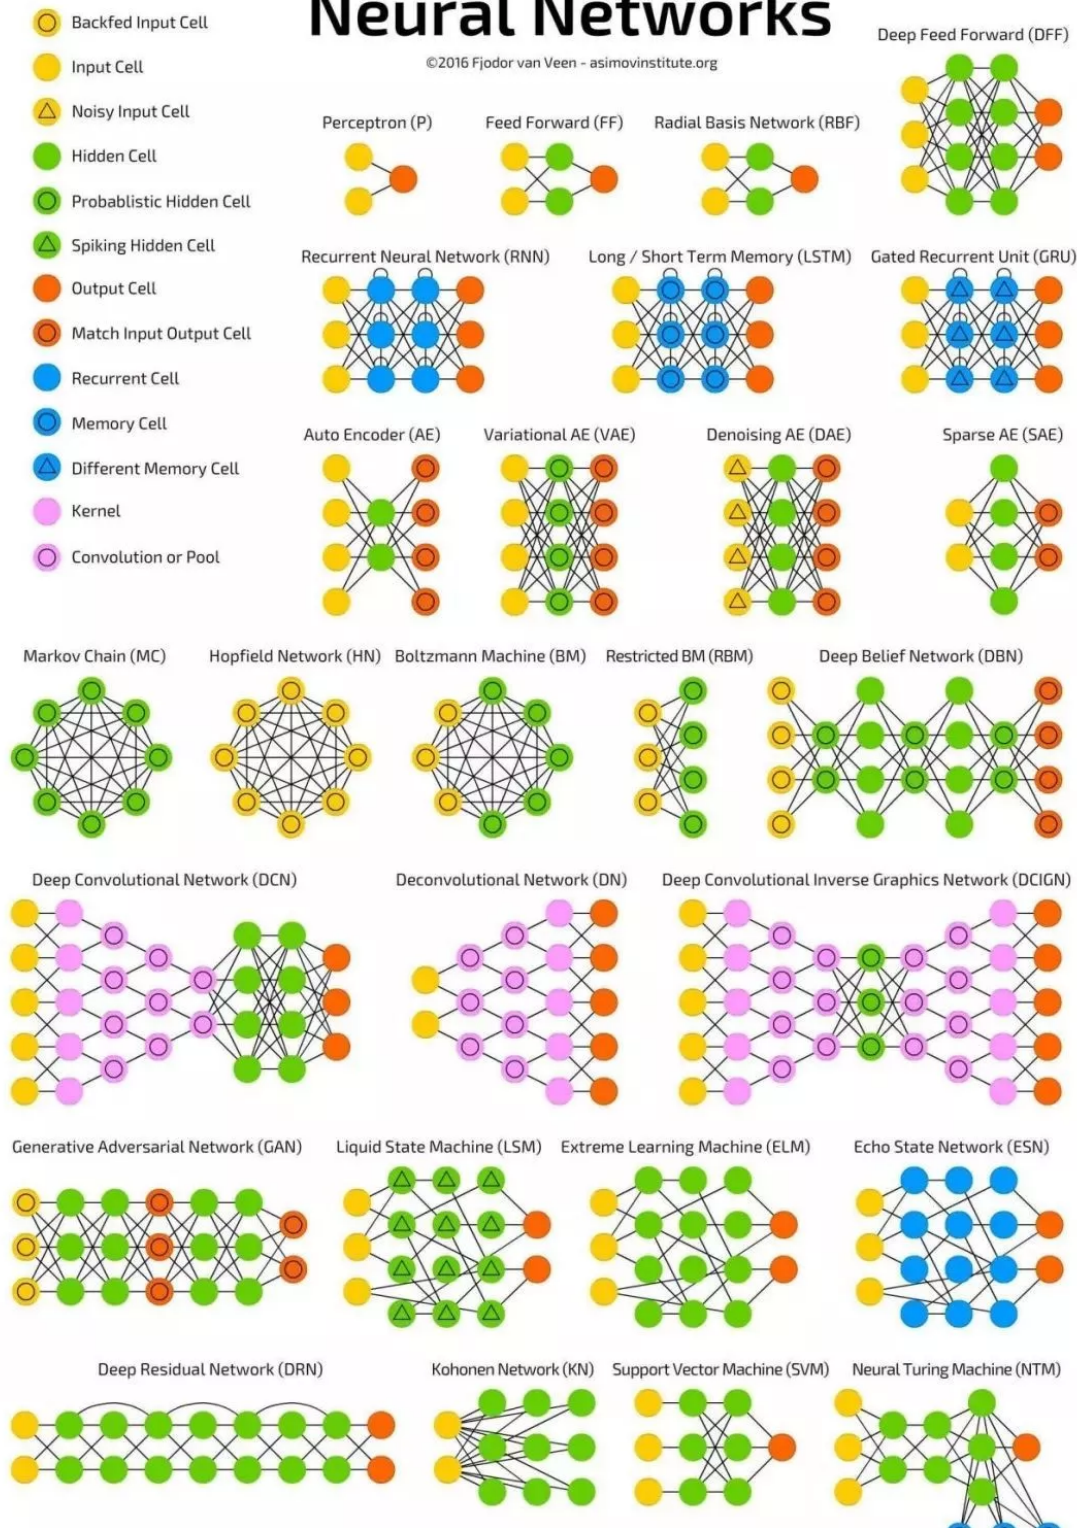 Neural Networks
©2016 Fjodor van Veen - asimovinstitute.org
Backfed Input Cell
Input Cell
Noisy Input Cell
Hidden Cell
Probablistic Hidden Cell
Spiking Hidden Cell
Output Cell
Match Input Output Cell
Recurrent Cell
Memory Cell
Different Memory Cell
Kernel
Convolution or Pool
Deep Feed Forward (DFF)
Perceptron (P)
Feed Forward (FF)
Radial Basis Network (RBF)
Recurrent Neural Network (RNN)
Long / Short Term Memory (LSTM)
Gated Recurrent Unit (GRU)
Auto Encoder (AE)
Variational AE (VAE)
Denoising AE (DAE)
Sparse AE (SAE)
Markov Chain (MC)
Hopfield Network (HN)
Boltzmann Machine (BM)
Restricted BM (RBM)
Deep Belief Network (DBN)
Deep Convolutional Network (DCN)
Deconvolutional Network (DN)
Deep Convolutional Inverse Graphics Network (DCIGN)
Generative Adversarial Network (GAN)
Liquid State Machine (LSM)
Extreme Learning Machine (ELM)
Echo State Network (ESN)
Deep Residual Network (DRN)
Kohonen Network (KN)
Support Vector Machine (SVM)
Neural Turing Machine (NTM)